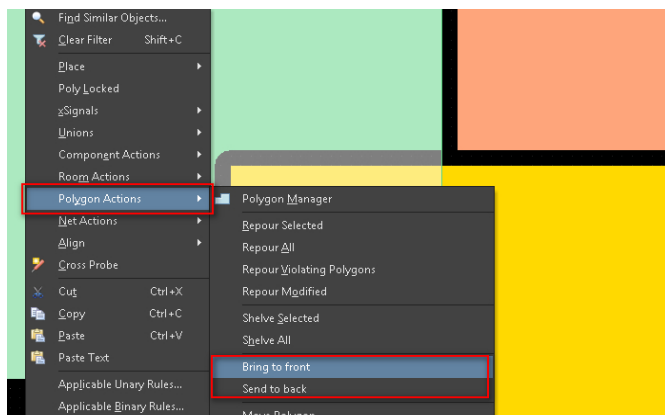 Find Similar Objects...
Clear Filter Shift+C
Place
Poly Locked
xSignals
Unions
Component Actions
Room Actions
Polygon Actions
Net Actions
Align
Cross Probe
Cut Ctrl+X
Copy Ctrl+C
Paste Ctrl+V
Paste Text
Applicable Unary Rules...
Applicable Binary Rules...
Polygon Manager
Repour Selected
Repour All
Repour Violating Polygons
Repour Modified
Shelve Selected
Shelve All
Bring to front
Send to back
Move Polygon